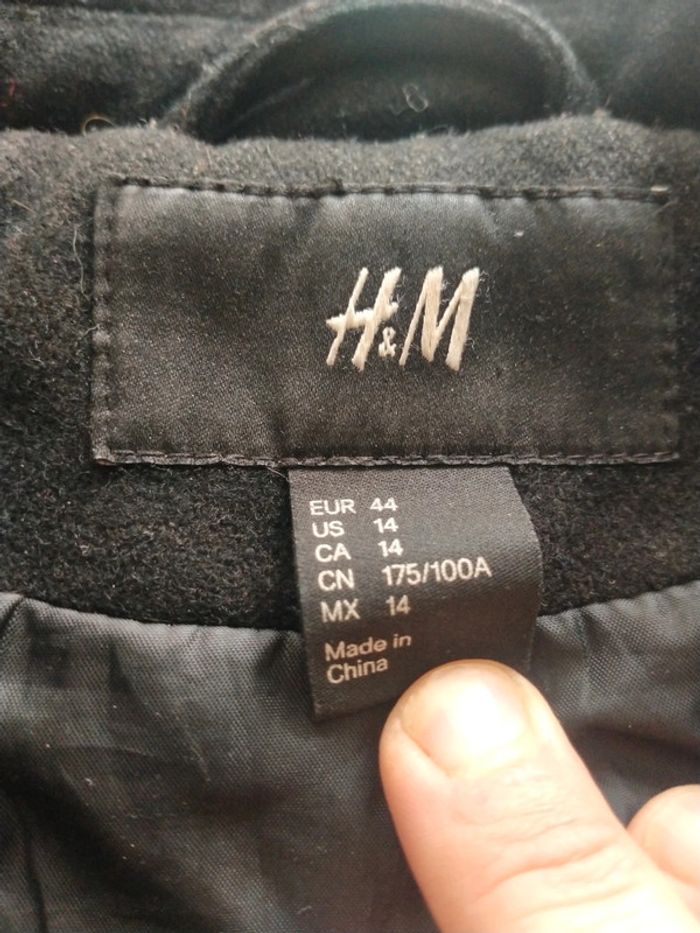 H&M
EUR 44
US 14
CA 14
CN 175/100A
MX 14
Made in
China